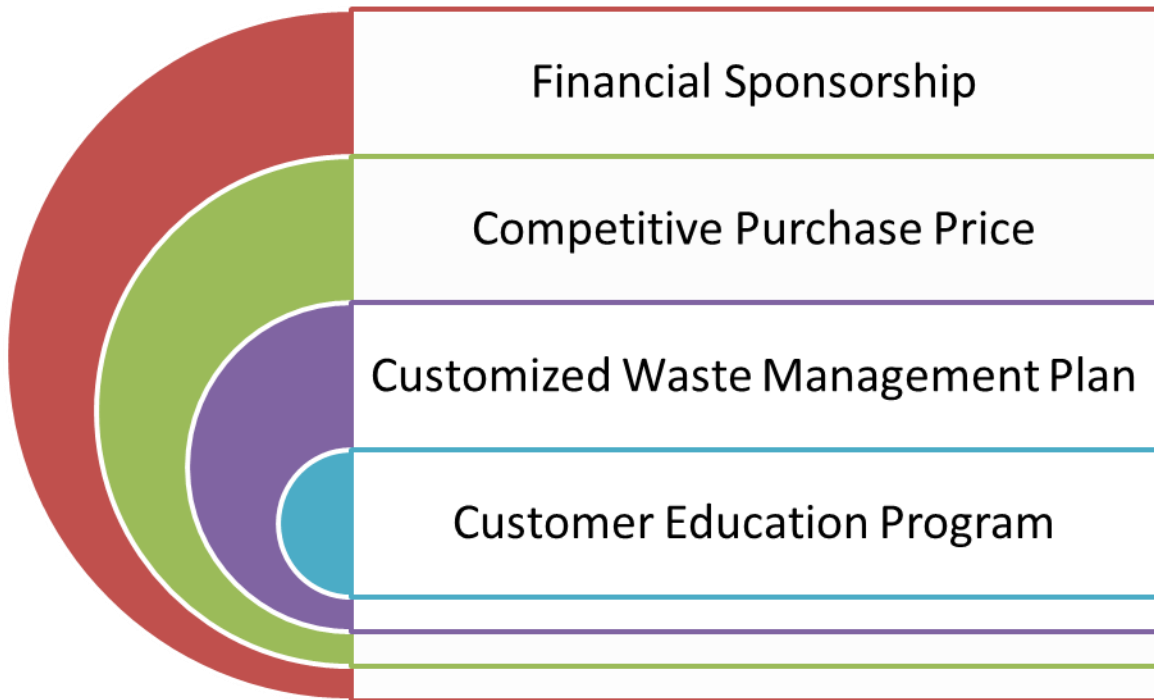 Financial Sponsorship
Competitive Purchase Price
Customized Waste Management Plan
Customer Education Program